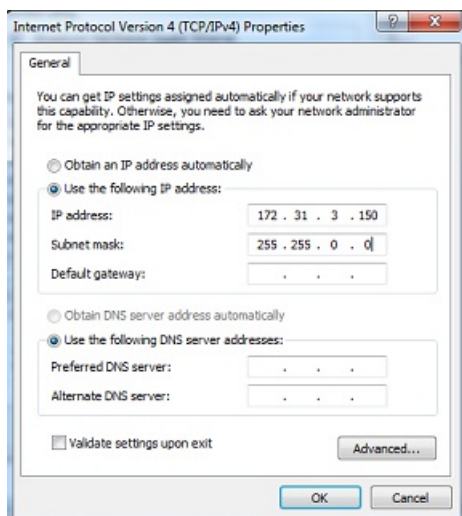 Internet Protocol Version 4 (TCP/IPv4) Properties
General
You can get IP settings assigned automatically if your network supports
this capability. Otherwise, you need to ask your network administrator
for the appropriate IP settings.
Obtain an IP address automatically
Use the following IP address:
IP address: 172 . 31 . 3 . 150
Subnet mask: 255 . 255 . 0 . 0
Default gateway: . . .
Obtain DNS server address automatically
Use the following DNS server addresses:
Preferred DNS server: . . .
Alternate DNS server: . . .
Validate settings upon exit
Advanced...
OK Cancel